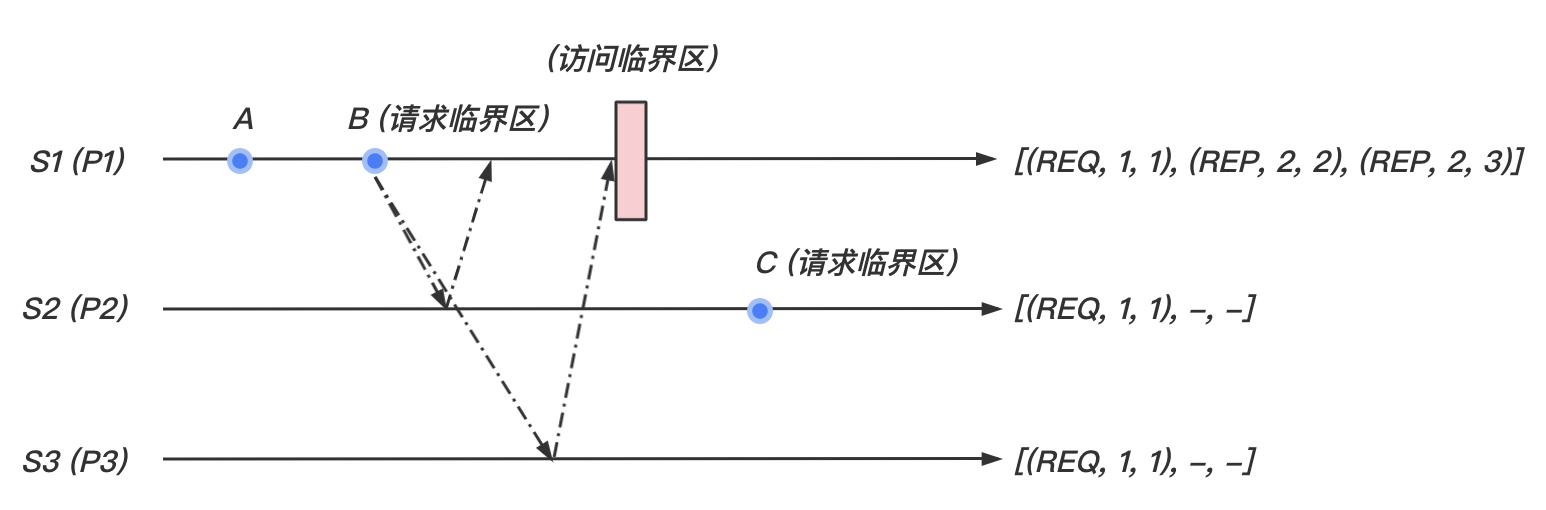 (访问临界区)
A
B (请求临界区)
S1 (P1)
[(REQ, 1, 1), (REP, 2, 2), (REP, 2, 3)]
C (请求临界区)
S2 (P2)
[(REQ, 1, 1), –, –]
S3 (P3)
[(REQ, 1, 1), –, –]